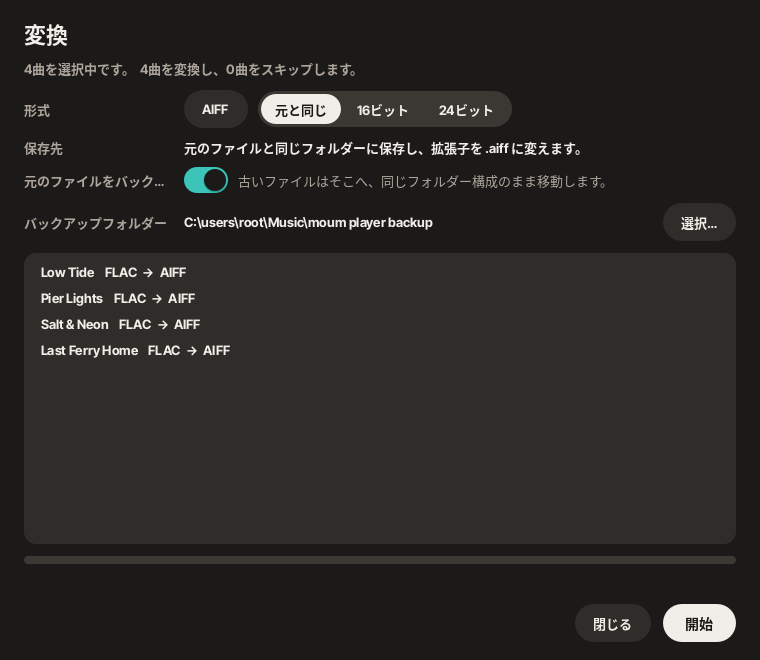 変換
4曲を選択中です。 4曲を変換し、0曲をスキップします。
形式 AIFF 元と同じ 16ビット 24ビット
保存先 元のファイルと同じフォルダーに保存し、拡張子を .aiff に変えます。
元のファイルをバック... 古いファイルはそこへ、同じフォルダー構成のまま移動します。
バックアップフォルダー C:\users\root\Music\moum player backup 選択...
Low Tide FLAC → AIFF
Pier Lights FLAC → AIFF
Salt & Neon FLAC → AIFF
Last Ferry Home FLAC → AIFF
閉じる 開始